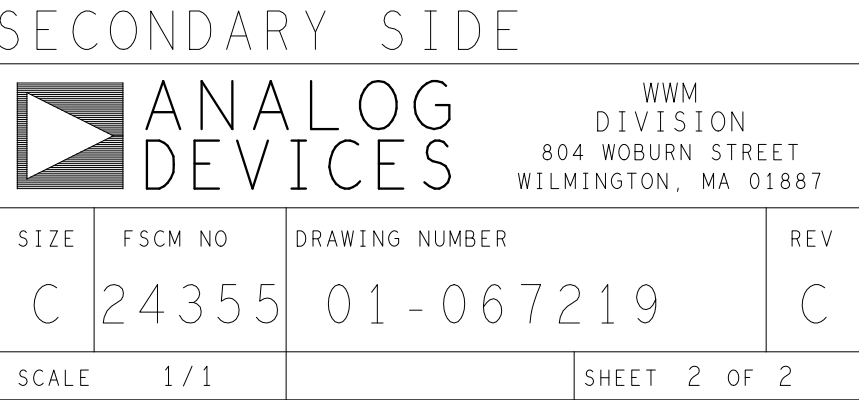 SECONDARY SIDE
ANALOG
DEVICES
WWM
DIVISION
804 WOBURN STREET
WILMINGTON, MA 01887
SIZE
C
FSCM NO
24355
DRAWING NUMBER
01-067219
REV
C
SCALE 1/1
SHEET 2 OF 2